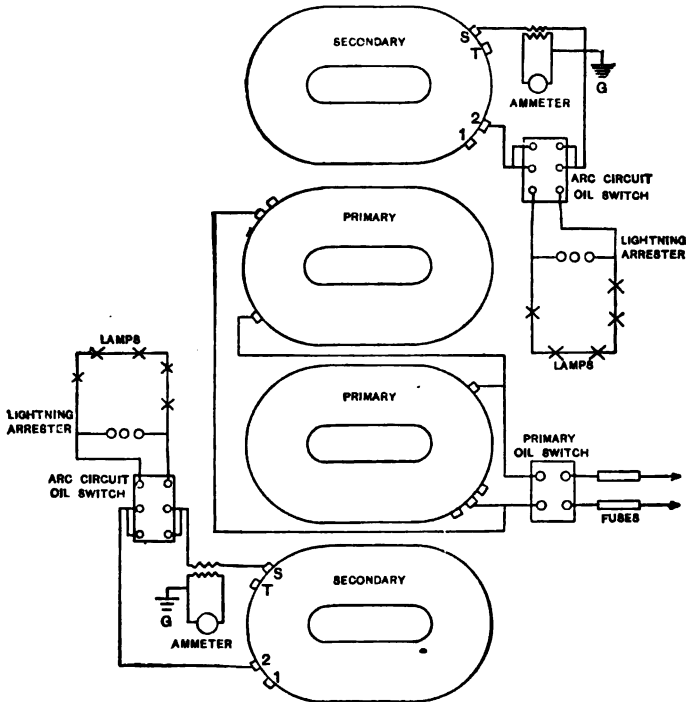 SECONDARY
S
T
2
1
AMMETER
G
ARC CIRCUIT
OIL SWITCH
PRIMARY
LIGHTNING
ARRESTER
LAMPS
LAMPS
PRIMARY
LIGHTNING
ARRESTER
PRIMARY
OIL SWITCH
ARC CIRCUIT
OIL SWITCH
FUSES
SECONDARY
S
T
G
AMMETER
2
1